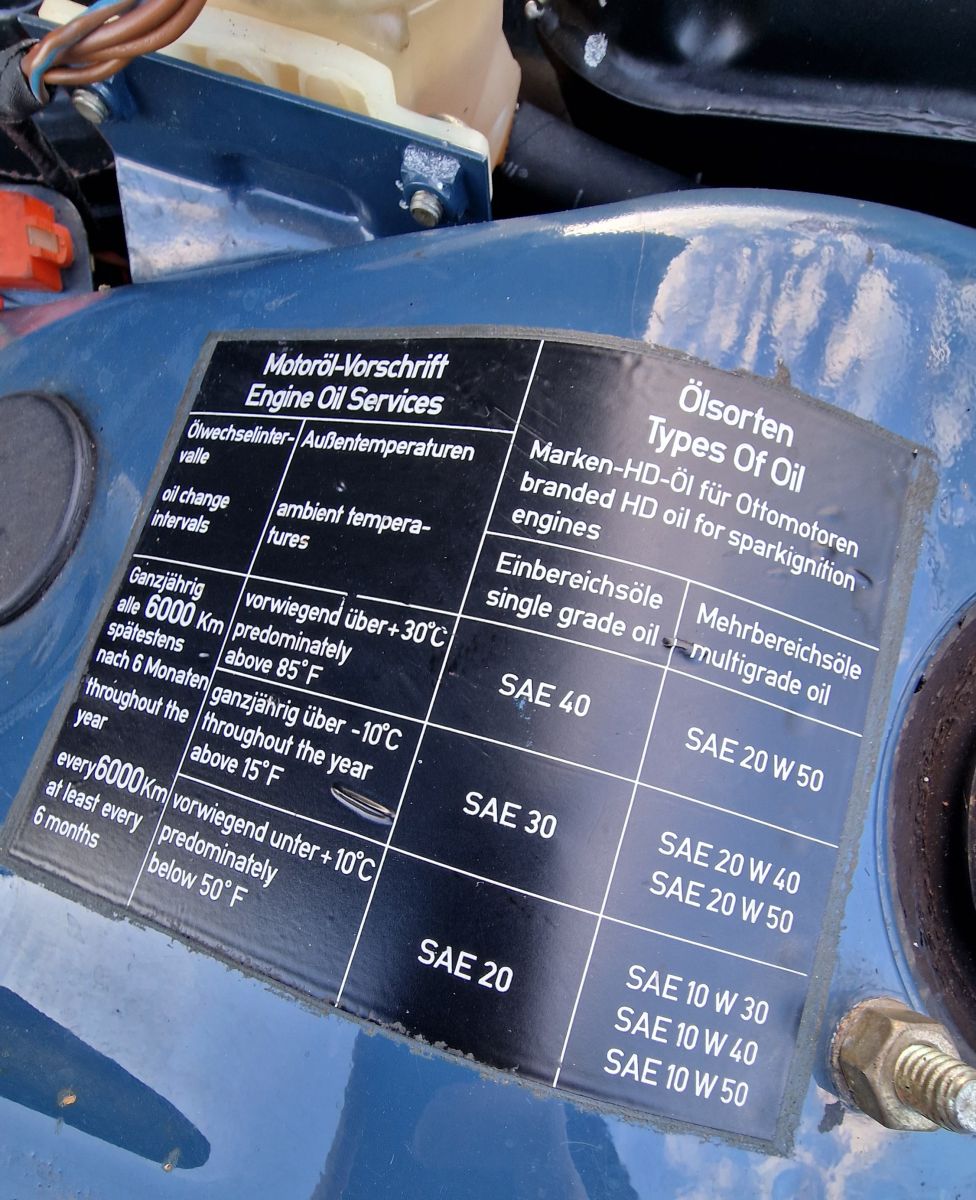 Motoröl-Vorschrift
Engine Oil Services
Ölsorten
Types Of Oil
Marken-HD-Öl für Ottomotoren
branded HD oil for sparkignition
engines
Ölwechselinter-
valle
oil change
intervals
Außentemperaturen
ambient tempera-
tures
Einbereichsöle
single grade oil
Mehrbereichsöle
multigrade oil
Ganzjährig
alle 6000 Km
spätestens
nach 6 Monaten
throughout the
year
every 6000 Km
at least every
6 months
vorwiegend über +30°C
predominately
above 85°F
SAE 40
SAE 20 W 50
ganzjährig über -10°C
throughout the year
above 15°F
SAE 30
SAE 20 W 40
SAE 20 W 50
vorwiegend unter +10°C
predominately
below 50°F
SAE 20
SAE 10 W 30
SAE 10 W 40
SAE 10 W 50